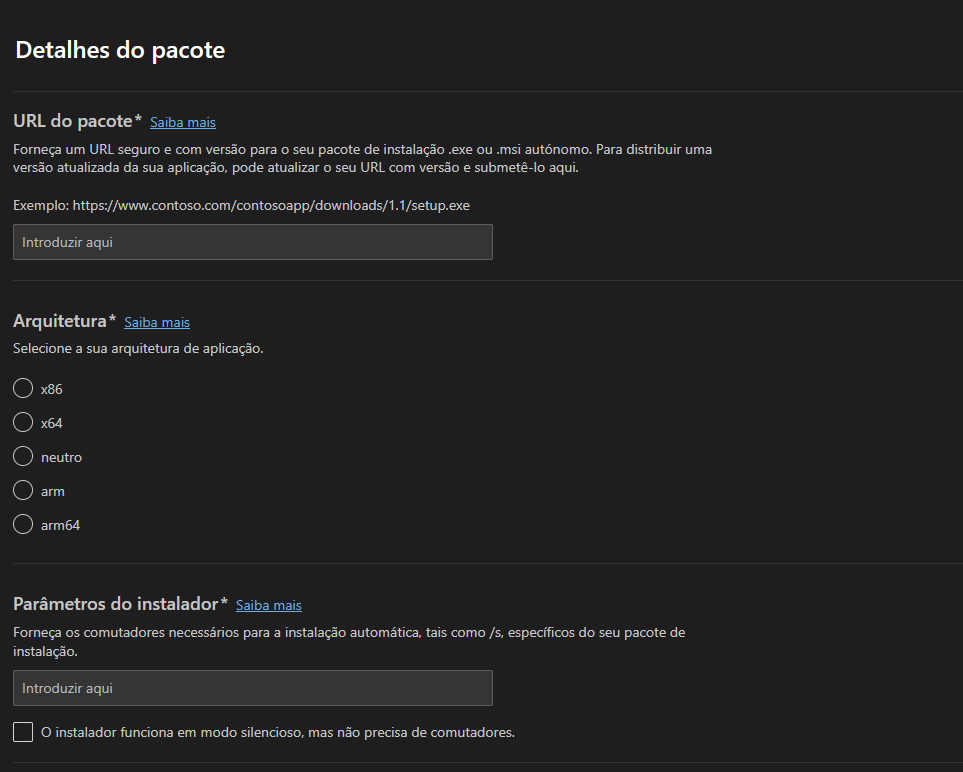 Detalhes do pacote
URL do pacote* Saiba mais
Forneça um URL seguro e com versão para o seu pacote de instalação .exe ou .msi autónomo. Para distribuir uma
versão atualizada da sua aplicação, pode atualizar o seu URL com versão e submetê-lo aqui.
Exemplo: https://www.contoso.com/contosoapp/downloads/1.1/setup.exe
Introduzir aqui
Arquitetura* Saiba mais
Selecione a sua arquitetura de aplicação.
x86
x64
neutro
arm
arm64
Parâmetros do instalador* Saiba mais
Forneça os comutadores necessários para a instalação automática, tais como /s, específicos do seu pacote de
instalação.
Introduzir aqui
O instalador funciona em modo silencioso, mas não precisa de comutadores.